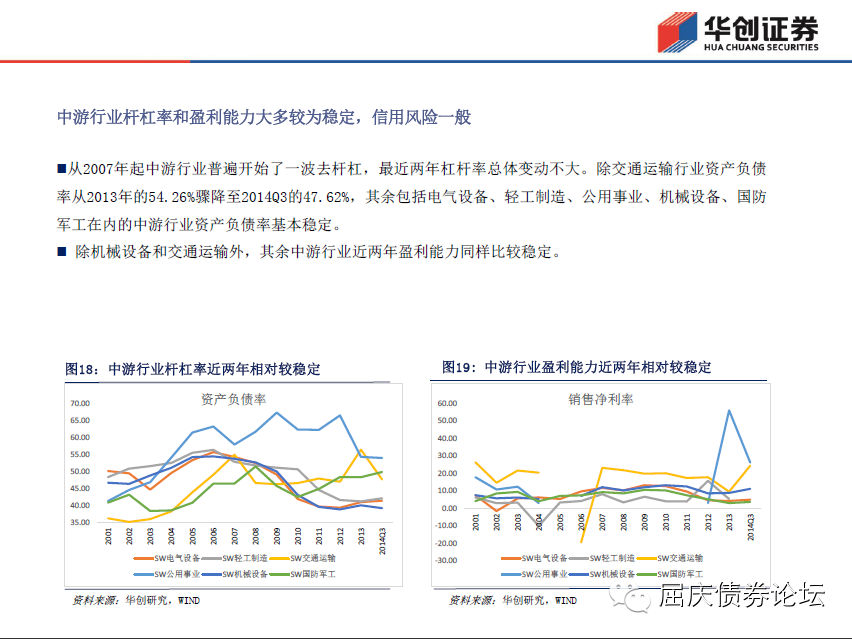 华创证券
HUA CHUANG SECURITIES
中游行业杆杠率和盈利能力大多较为稳定，信用风险一般
■从2007年起中游行业普遍开始了一波去杆杠，最近两年杠杆率总体变动不大。除交通运输行业资产负债
率从2013年的54.26%骤降至2014Q3的47.62%，其余包括电气设备、轻工制造、公用事业、机械设备、国防
军工在内的中游行业资产负债率基本稳定。
■ 除机械设备和交通运输外，其余中游行业近两年盈利能力同样比较稳定。
图18：中游行业杆杠率近两年相对较稳定
资产负债率
70.00
65.00
60.00
55.00
50.00
45.00
40.00
35.00
2001 2002 2003 2004 2005 2006 2007 2008 2009 2010 2011 2012 2013 2014Q3
SW电气设备 SW轻工制造 SW交通运输
SW公用事业 SW机械设备 SW国防军工
资料来源：华创研究，WIND
图19：中游行业盈利能力近两年相对较稳定
销售净利率
60.00
50.00
40.00
30.00
20.00
10.00
0.00
-10.00
-20.00
-30.00
2001 2002 2003 2004 2005 2006 2007 2008 2009 2010 2011 2012 2013 2014Q3
SW电气设备 SW轻工制造 SW交通运输
SW公用事业 SW机械设备 SW国防军工
资料来源：华创研究，WIND
屈庆债券论坛